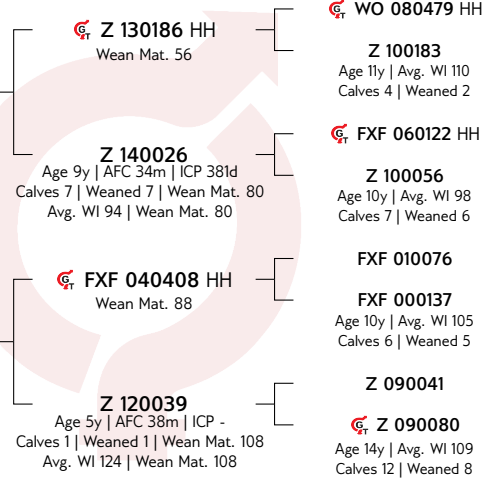 GT Z 130186 HH
Wean Mat. 56
Z 140026
Age 9y | AFC 34m | ICP 381d
Calves 7 | Weaned 7 | Wean Mat. 80
Avg. WI 94 | Wean Mat. 80
GT FXF 040408 HH
Wean Mat. 88
Z 120039
Age 5y | AFC 38m | ICP -
Calves 1 | Weaned 1 | Wean Mat. 108
Avg. WI 124 | Wean Mat. 108
GT WO 080479 HH
Z 100183
Age 11y | Avg. WI 110
Calves 4 | Weaned 2
GT FXF 060122 HH
Z 100056
Age 10y | Avg. WI 98
Calves 7 | Weaned 6
FXF 010076
FXF 000137
Age 10y | Avg. WI 105
Calves 6 | Weaned 5
Z 090041
GT Z 090080
Age 14y | Avg. WI 109
Calves 12 | Weaned 8